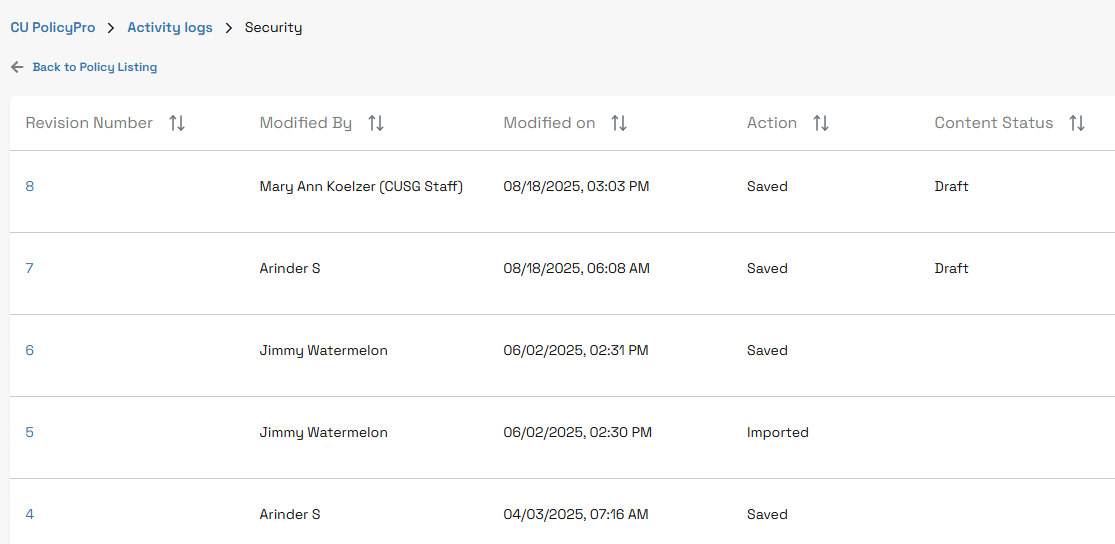 CU PolicyPro > Activity logs > Security
← Back to Policy Listing
Revision Number Modified By Modified on Action Content Status
8 Mary Ann Koelzer (CUSG Staff) 08/18/2025, 03:03 PM Saved Draft
7 Arinder S 08/18/2025, 06:08 AM Saved Draft
6 Jimmy Watermelon 06/02/2025, 02:31 PM Saved
5 Jimmy Watermelon 06/02/2025, 02:30 PM Imported
4 Arinder S 04/03/2025, 07:16 AM Saved